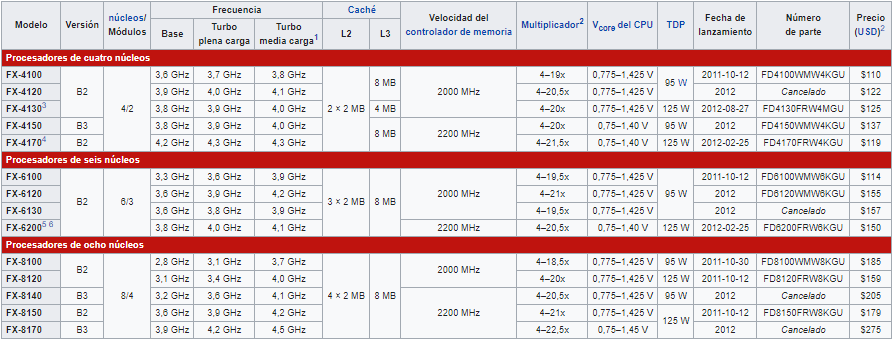 Modelo Versión núcleos/Módulos Frecuencia Caché Velocidad del controlador de memoria Multiplicador2 Vcore del CPU TDP Fecha de lanzamiento Número de parte Precio (USD)2
Base Turbo plena carga Turbo media carga1 L2 L3
Procesadores de cuatro núcleos
FX-4100 B2 4/2 3,6 GHz 3,7 GHz 3,8 GHz 2 × 2 MB 8 MB 2000 MHz 4–19x 0,775–1,425 V 95 W 2011-10-12 FD4100WMW4KGU $110
FX-4120 3,9 GHz 4,0 GHz 4,1 GHz 4–20,5x 0,775–1,425 V 2012 Cancelado $122
FX-41303 3,8 GHz 3,9 GHz 4,0 GHz 4 MB 4–20x 0,775–1,425 V 125 W 2012-08-27 FD4130FRW4MGU $125
FX-4150 B3 3,8 GHz 3,9 GHz 4,0 GHz 8 MB 2200 MHz 4–20x 0,75–1,40 V 95 W 2012 FD4150WMW4KGU $137
FX-41704 B2 4,2 GHz 4,3 GHz 4,3 GHz 4–21,5x 0,75–1,40 V 125 W 2012-02-25 FD4170FRW4KGU $119
Procesadores de seis núcleos
FX-6100 B2 6/3 3,3 GHz 3,6 GHz 3,9 GHz 3 × 2 MB 8 MB 2000 MHz 4–19,5x 0,775–1,425 V 95 W 2011-10-12 FD6100WMW6KGU $114
FX-6120 3,6 GHz 3,9 GHz 4,2 GHz 4–21x 0,775–1,425 V 2012 FD6120WMW6KGU $155
FX-6130 3,6 GHz 3,8 GHz 3,9 GHz 4–19,5x 0,775–1,425 V 2012 Cancelado $157
FX-62005 6 3,8 GHz 4,0 GHz 4,1 GHz 2200 MHz 4–20,5x 0,75–1,40 V 125 W 2012-02-25 FD6200FRW6KGU $150
Procesadores de ocho núcleos
FX-8100 B2 8/4 2,8 GHz 3,1 GHz 3,7 GHz 4 × 2 MB 8 MB 2000 MHz 4–18,5x 0,775–1,425 V 95 W 2011-10-30 FD8100WMW8KGU $185
FX-8120 3,1 GHz 3,4 GHz 4,0 GHz 4–20x 0,775–1,425 V 125 W 2011-10-12 FD8120FRW8KGU $159
FX-8140 B3 3,2 GHz 3,6 GHz 4,1 GHz 2200 MHz 4–20,5x 0,775–1,425 V 95 W 2012 Cancelado $205
FX-8150 B2 3,6 GHz 3,9 GHz 4,2 GHz 4–21x 0,775–1,425 V 125 W 2011-10-12 FD8150FRW8KGU $179
FX-8170 B3 3,9 GHz 4,2 GHz 4,5 GHz 4–22,5x 0,75–1,45 V 2012 Cancelado $275